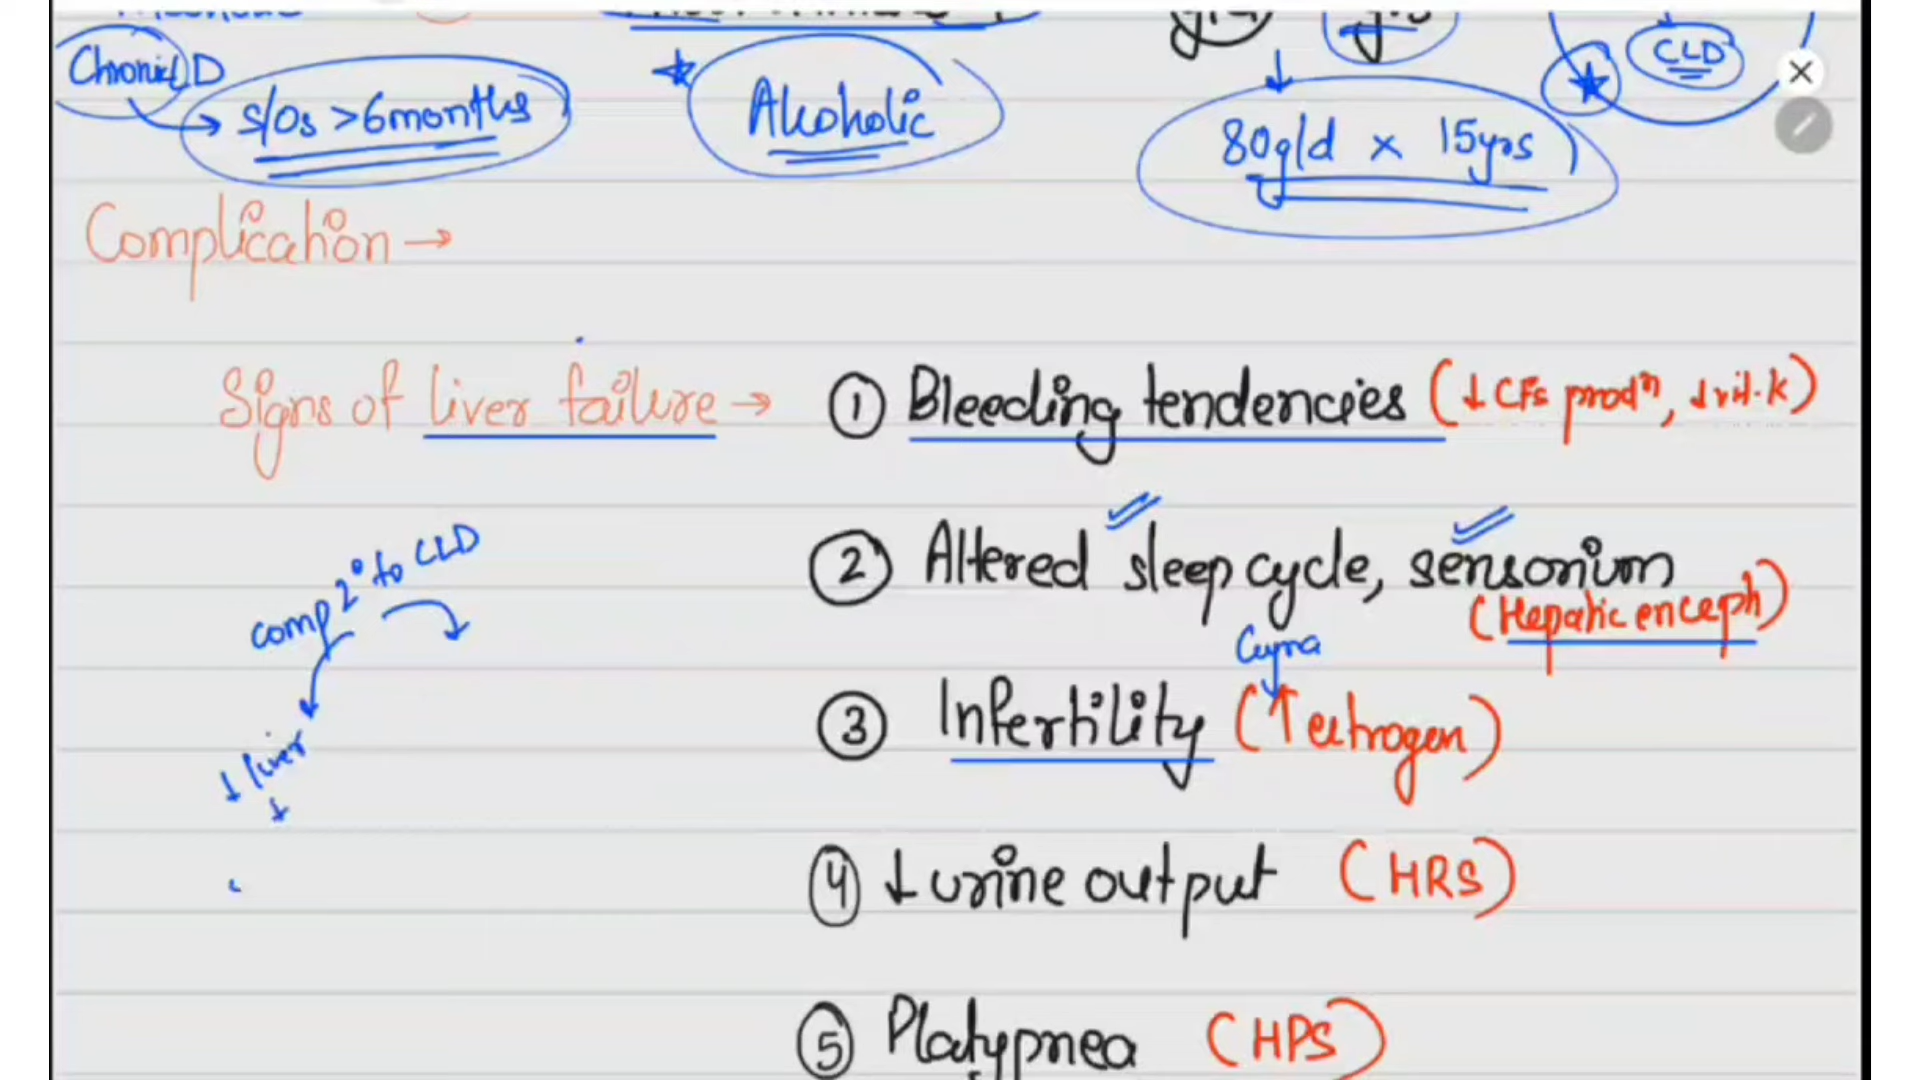 Chronic LD
s/os >6months
Alcoholic
80g/d x 15yrs
CLD
Complication →
Signs of liver failure → ① Bleeding tendencies (↓CFs prodⁿ, ↓vit.k)
comp 2° to CLD
② Altered sleep cycle, sensorium
(Hepatic enceph)
↓ liver
↓
③ Infertility (↑estrogen)
④ ↓urine output (HRS)
⑤ Platypnea (HPS)